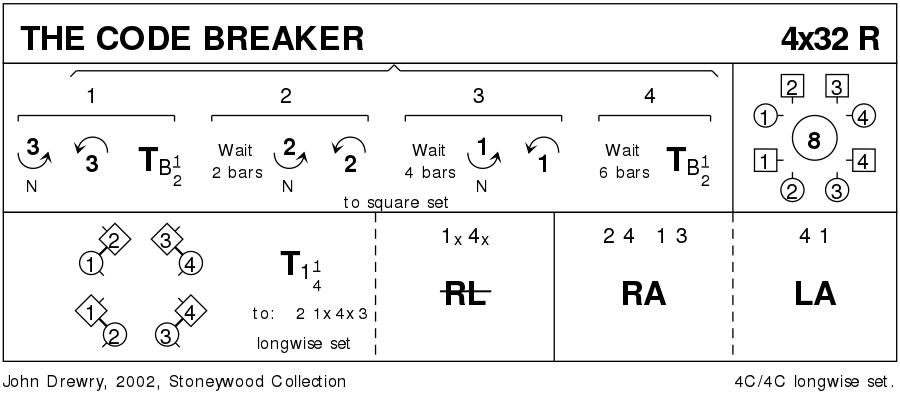 THE CODE BREAKER 4x32 R
1 2 3 4
3 3 T B 1/2 Wait 2 2 Wait 1 1 Wait T B 1/2
2 bars 4 bars 6 bars
N N N
to square set
2 3
1 4
8
1 4
2 3
2 3
1 4
T 1 1/4
1 4
2 3
to: 2 1x 4x 3
longwise set
1x 4x
RL
2 4 1 3
RA
4 1
LA
John Drewry, 2002, Stoneywood Collection 4C/4C longwise set.